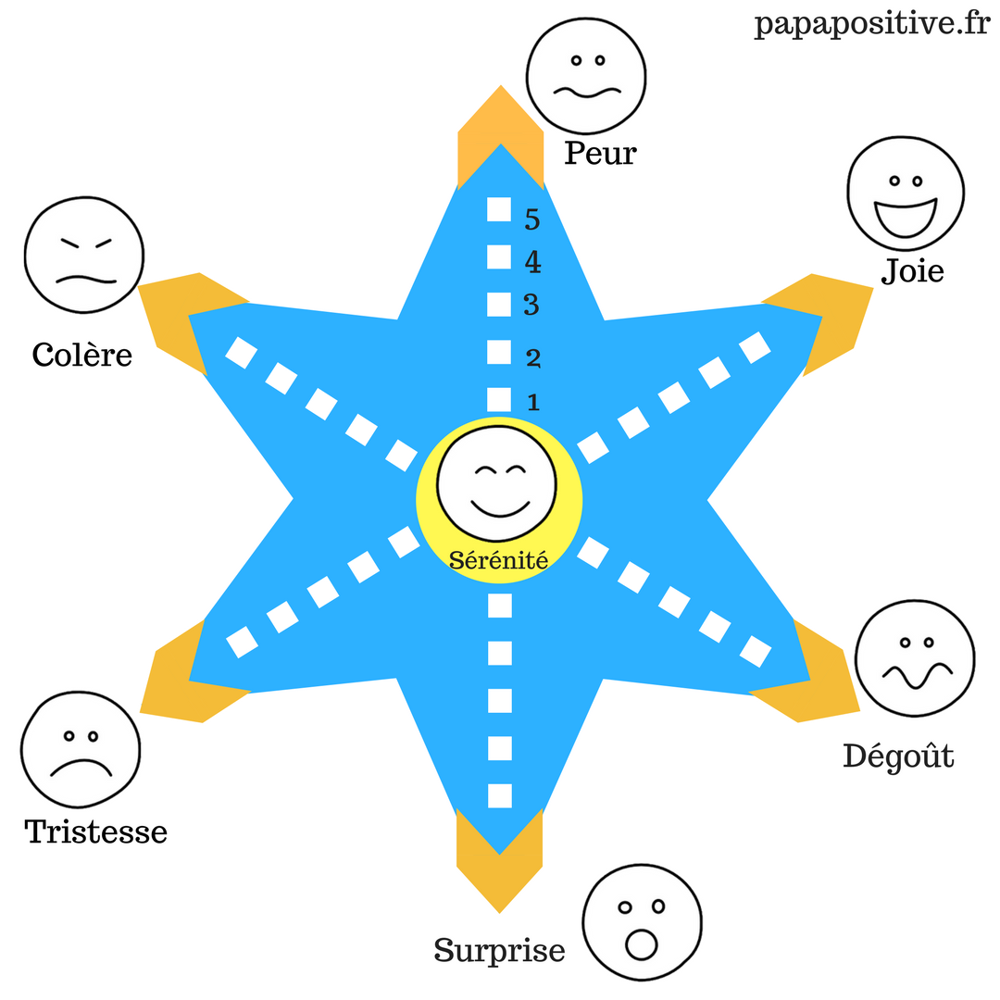 papapositive.fr
Peur
Joie
Colère
5
4
3
2
1
Sérénité
Dégoût
Tristesse
Surprise